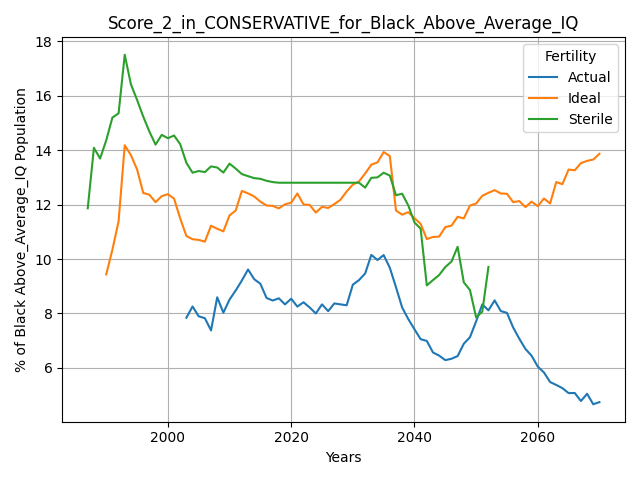 Score_2_in_CONSERVATIVE_for_Black_Above_Average_IQ
% of Black Above_Average_IQ Population
18
16
14
12
10
8
6
Fertility
Actual
Ideal
Sterile
2000
2020
2040
2060
Years